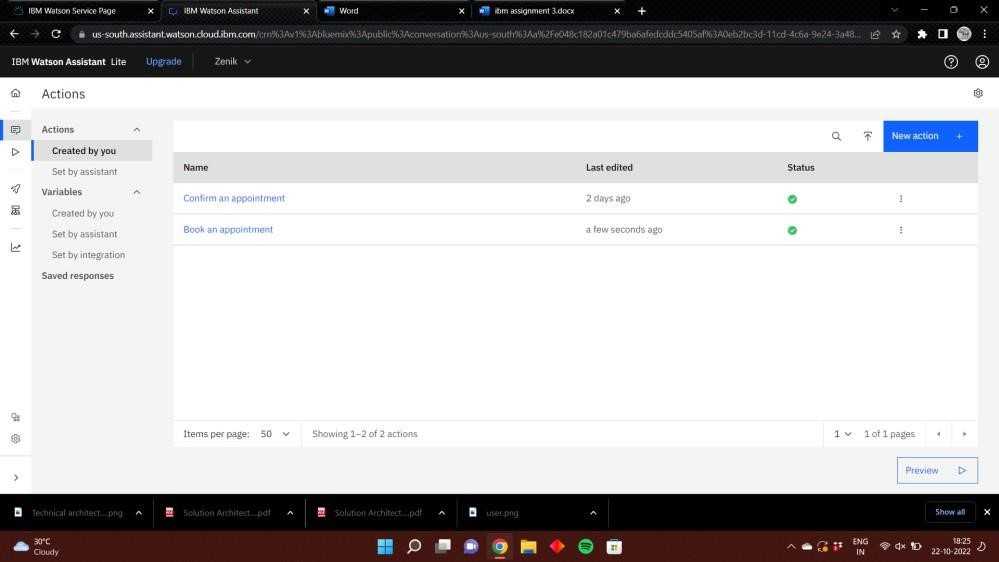 IBM Watson Service Page
IBM Watson Assistant
Word
ibm assignment 3.docx
us-south.assistant.watson.cloud.ibm.com/crn%3Av1%3Abluemix%3Apublic%3Aconversation%3Aus-south%3Aa%2Fe048c182a01c479ba6afedcddc5405af%3A0eb2bc3d-11cd-4c6a-9e24-3a48...
IBM Watson Assistant Lite
Upgrade
Zenik
Actions
Actions
Created by you
Set by assistant
Variables
Created by you
Set by assistant
Set by integration
Saved responses
New action +
Name Last edited Status
Confirm an appointment 2 days ago
Book an appointment a few seconds ago
Items per page: 50 Showing 1–2 of 2 actions 1 1 of 1 pages
Preview
Technical architect....png
Solution Architect....pdf
Solution Architect....pdf
user.png
Show all
30°C
Cloudy
ENG
IN
18:25
22-10-2022